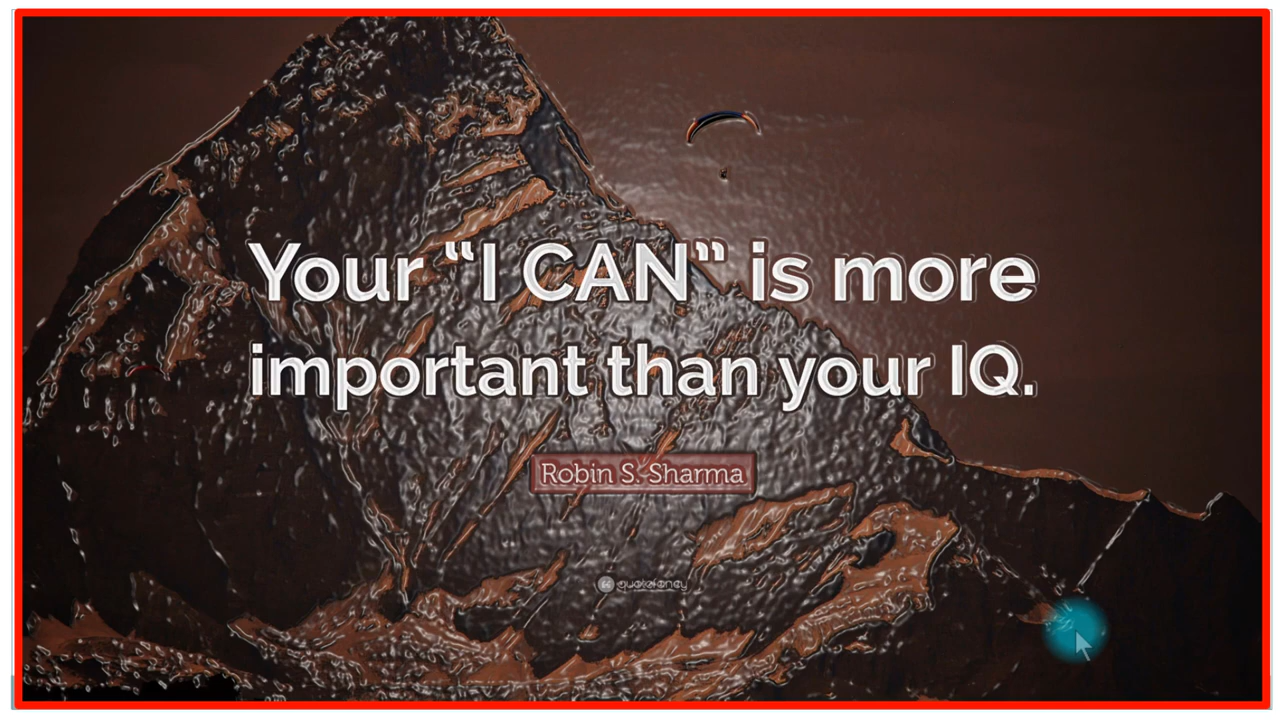 Your “I CAN” is more
important than your IQ.
Robin S. Sharma
quotefancy